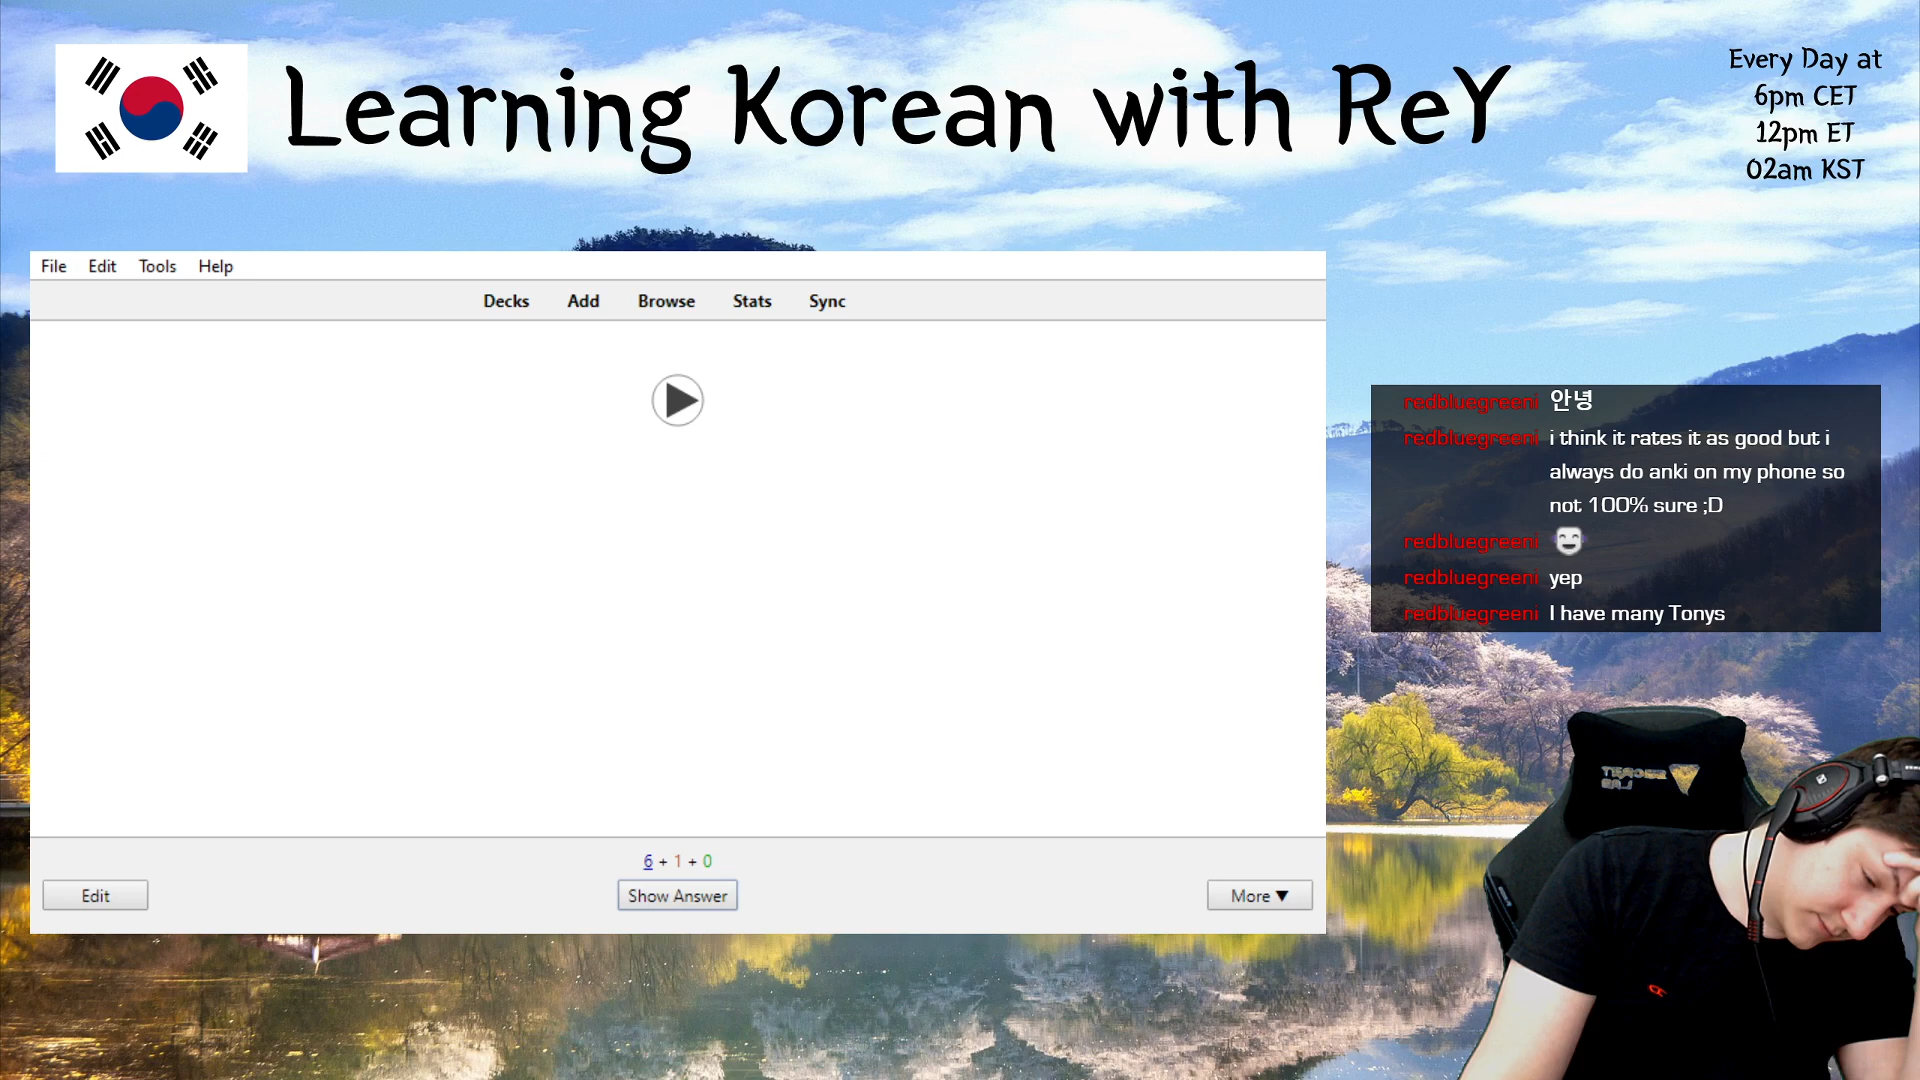 Learning Korean with ReY
Every Day at
6pm CET
12pm ET
02am KST
File Edit Tools Help
Decks Add Browse Stats Sync
redbluegreeni 안녕
redbluegreeni i think it rates it as good but i
always do anki on my phone so
not 100% sure ;D
redbluegreeni
redbluegreeni yep
redbluegreeni I have many Tonys
6 + 1 + 0
Edit Show Answer More ▼